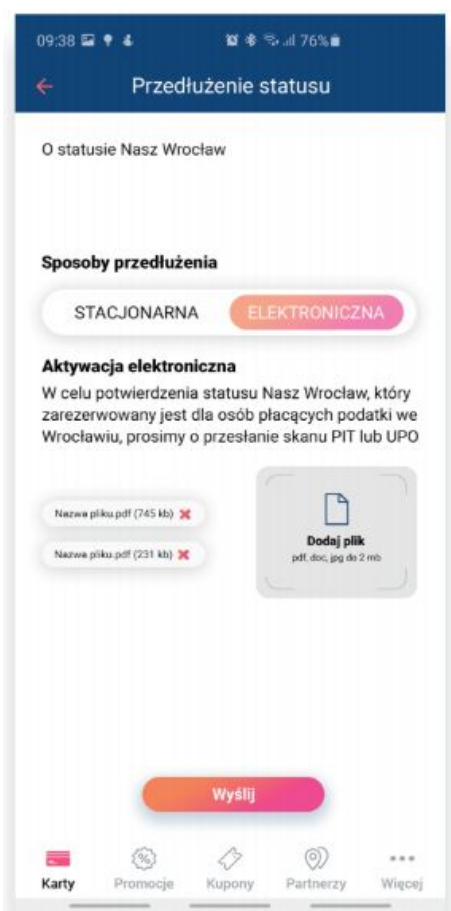 09:38 76%
Przedłużenie statusu
O statusie Nasz Wrocław
Sposoby przedłużenia
STACJONARNA ELEKTRONICZNA
Aktywacja elektroniczna
W celu potwierdzenia statusu Nasz Wrocław, który
zarezerwowany jest dla osób płacących podatki we
Wrocławiu, prosimy o przesłanie skanu PIT lub UPO
Nazwa pliku.pdf (745 kb)
Nazwa pliku.pdf (231 kb)
Dodaj plik
pdf, doc, jpg do 2 mb
Wyślij
Karty Promocje Kupony Partnerzy Więcej